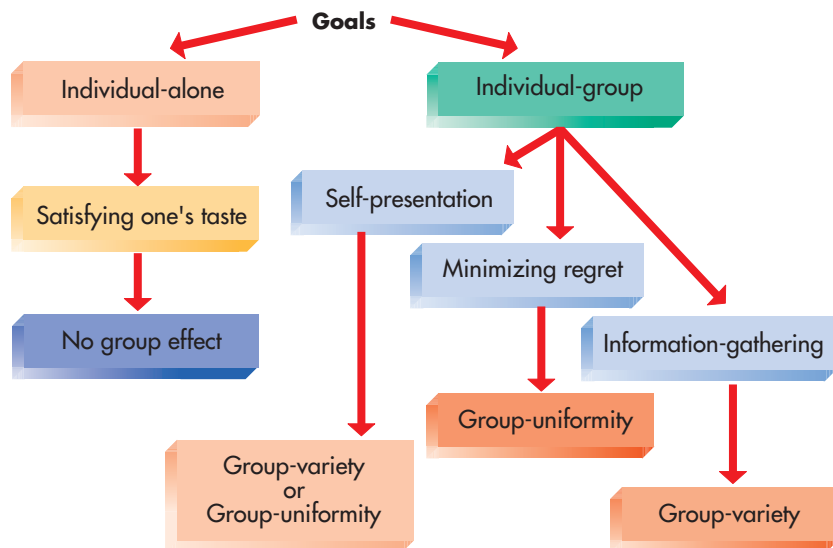 Goals
Individual-alone
Individual-group
Self-presentation
Satisfying one's taste
Minimizing regret
No group effect
Information-gathering
Group-uniformity
Group-variety
or
Group-uniformity
Group-variety